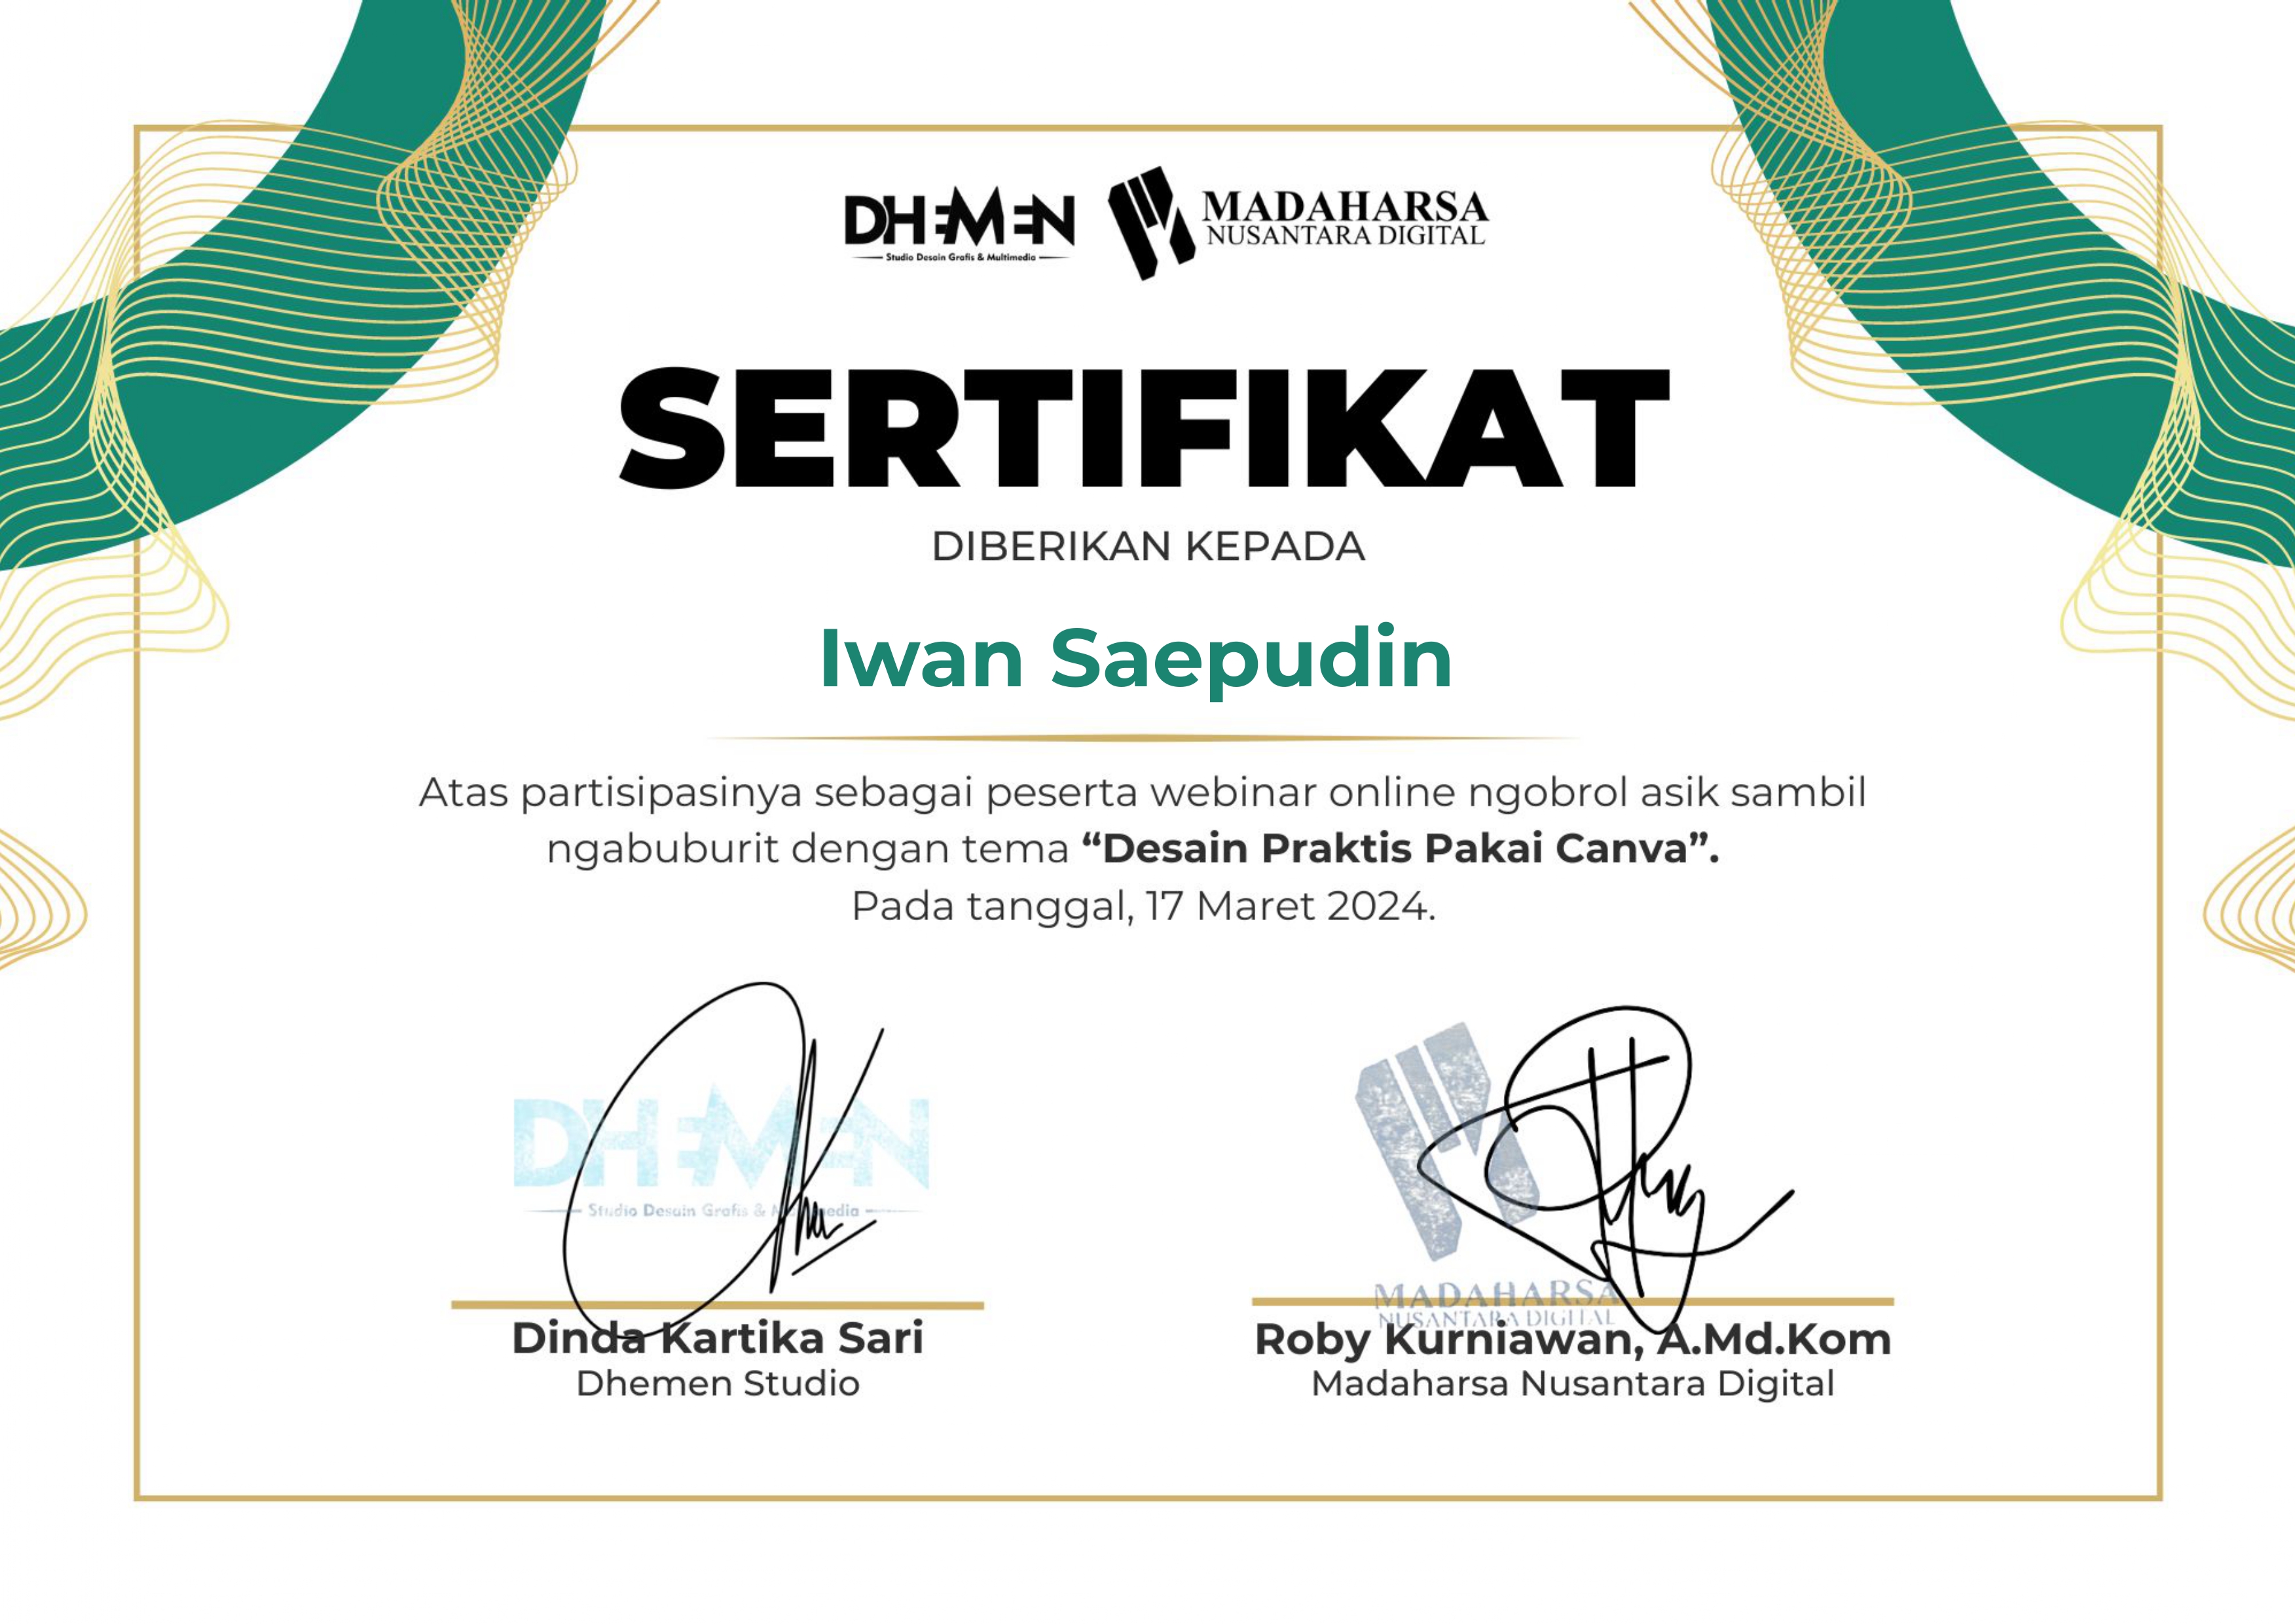 DHEMEN
Studio Desain Grafis & Multimedia
MADAHARSA
NUSANTARA DIGITAL
SERTIFIKAT
DIBERIKAN KEPADA
Iwan Saepudin
Atas partisipasinya sebagai peserta webinar online ngobrol asik sambil
ngabuburit dengan tema “Desain Praktis Pakai Canva”.
Pada tanggal, 17 Maret 2024.
DHEMEN
Studio Desain Grafis & Multimedia
Dinda Kartika Sari
Dhemen Studio
MADAHARSA
NUSANTARA DIGITAL
Roby Kurniawan, A.Md.Kom
Madaharsa Nusantara Digital